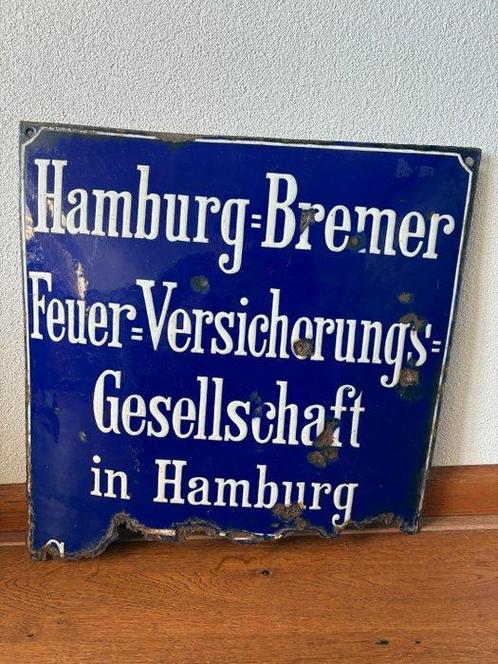 Hamburg=Bremer
Feuer=Versicherungs=
Gesellschaft
in Hamburg